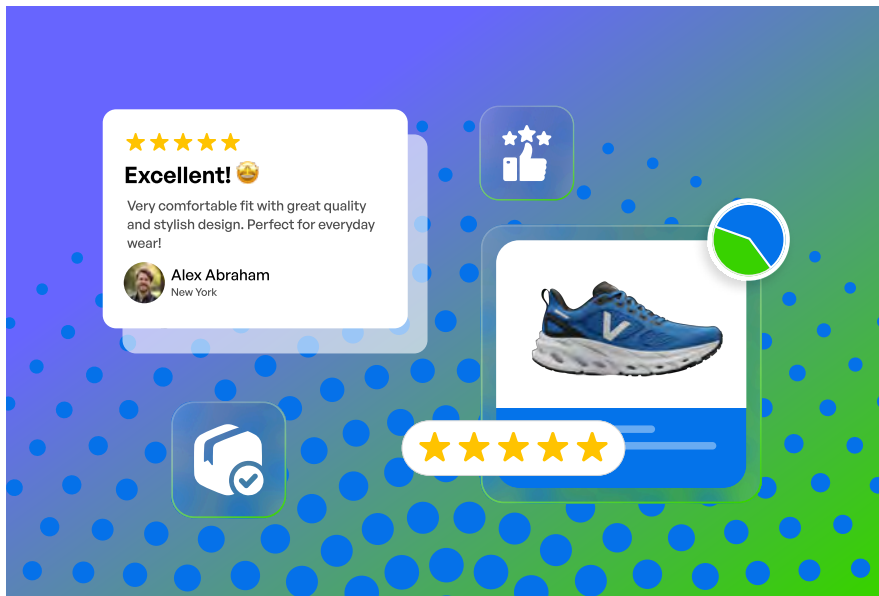 Excellent! 🤩
Very comfortable fit with great quality
and stylish design. Perfect for everyday
wear!
Alex Abraham
New York
V